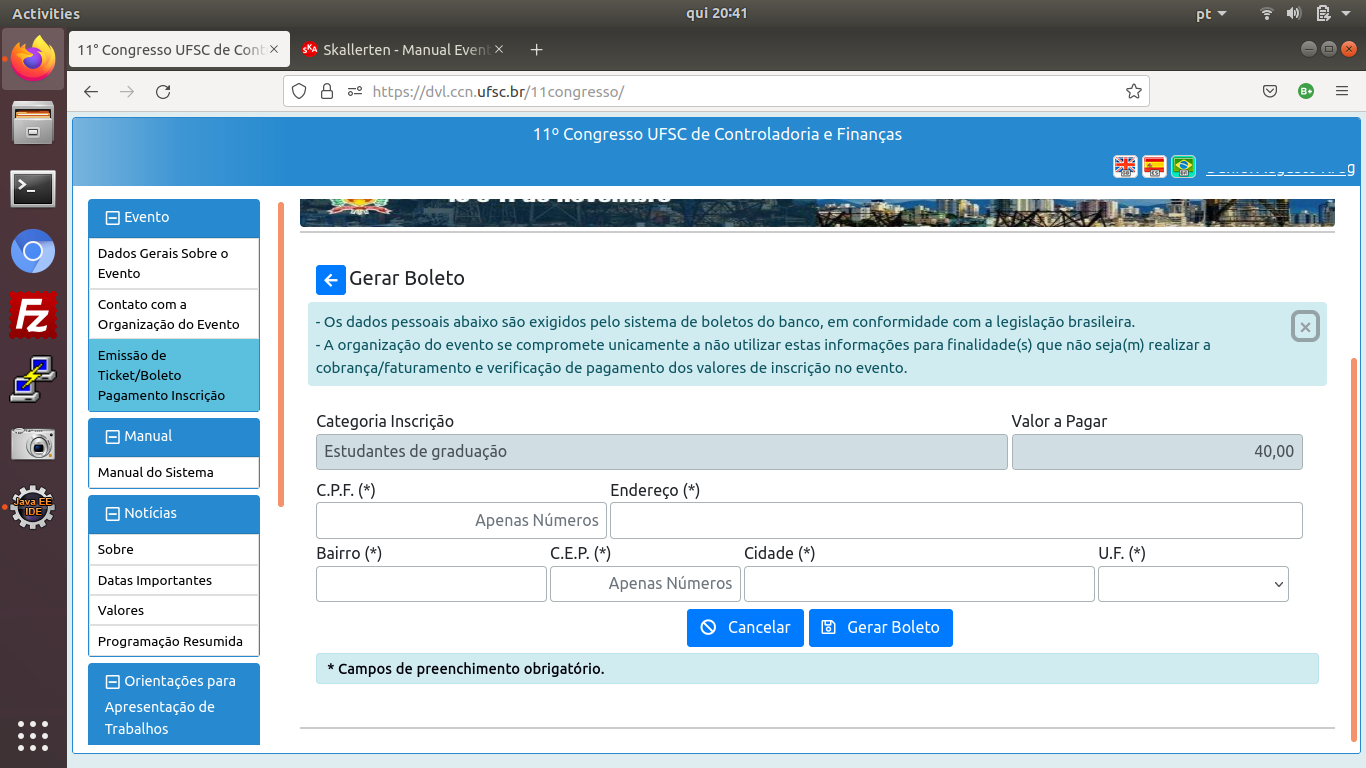 Activities
qui 20:41
pt
11° Congresso UFSC de Cont
Skallerten - Manual Event
https://dvl.ccn.ufsc.br/11congresso/
11º Congresso UFSC de Controladoria e Finanças
Evento
Dados Gerais Sobre o
Evento
Contato com a
Organização do Evento
Emissão de
Ticket/Boleto
Pagamento Inscrição
Manual
Manual do Sistema
Notícias
Sobre
Datas Importantes
Valores
Programação Resumida
Orientações para
Apresentação de
Trabalhos
Gerar Boleto
- Os dados pessoais abaixo são exigidos pelo sistema de boletos do banco, em conformidade com a legislação brasileira.
- A organização do evento se compromete unicamente a não utilizar estas informações para finalidade(s) que não seja(m) realizar a
cobrança/faturamento e verificação de pagamento dos valores de inscrição no evento.
Categoria Inscrição
Valor a Pagar
Estudantes de graduação
40,00
C.P.F. (*)
Endereço (*)
Apenas Números
Bairro (*)
C.E.P. (*)
Cidade (*)
U.F. (*)
Apenas Números
Cancelar
Gerar Boleto
* Campos de preenchimento obrigatório.
Java EE
IDE